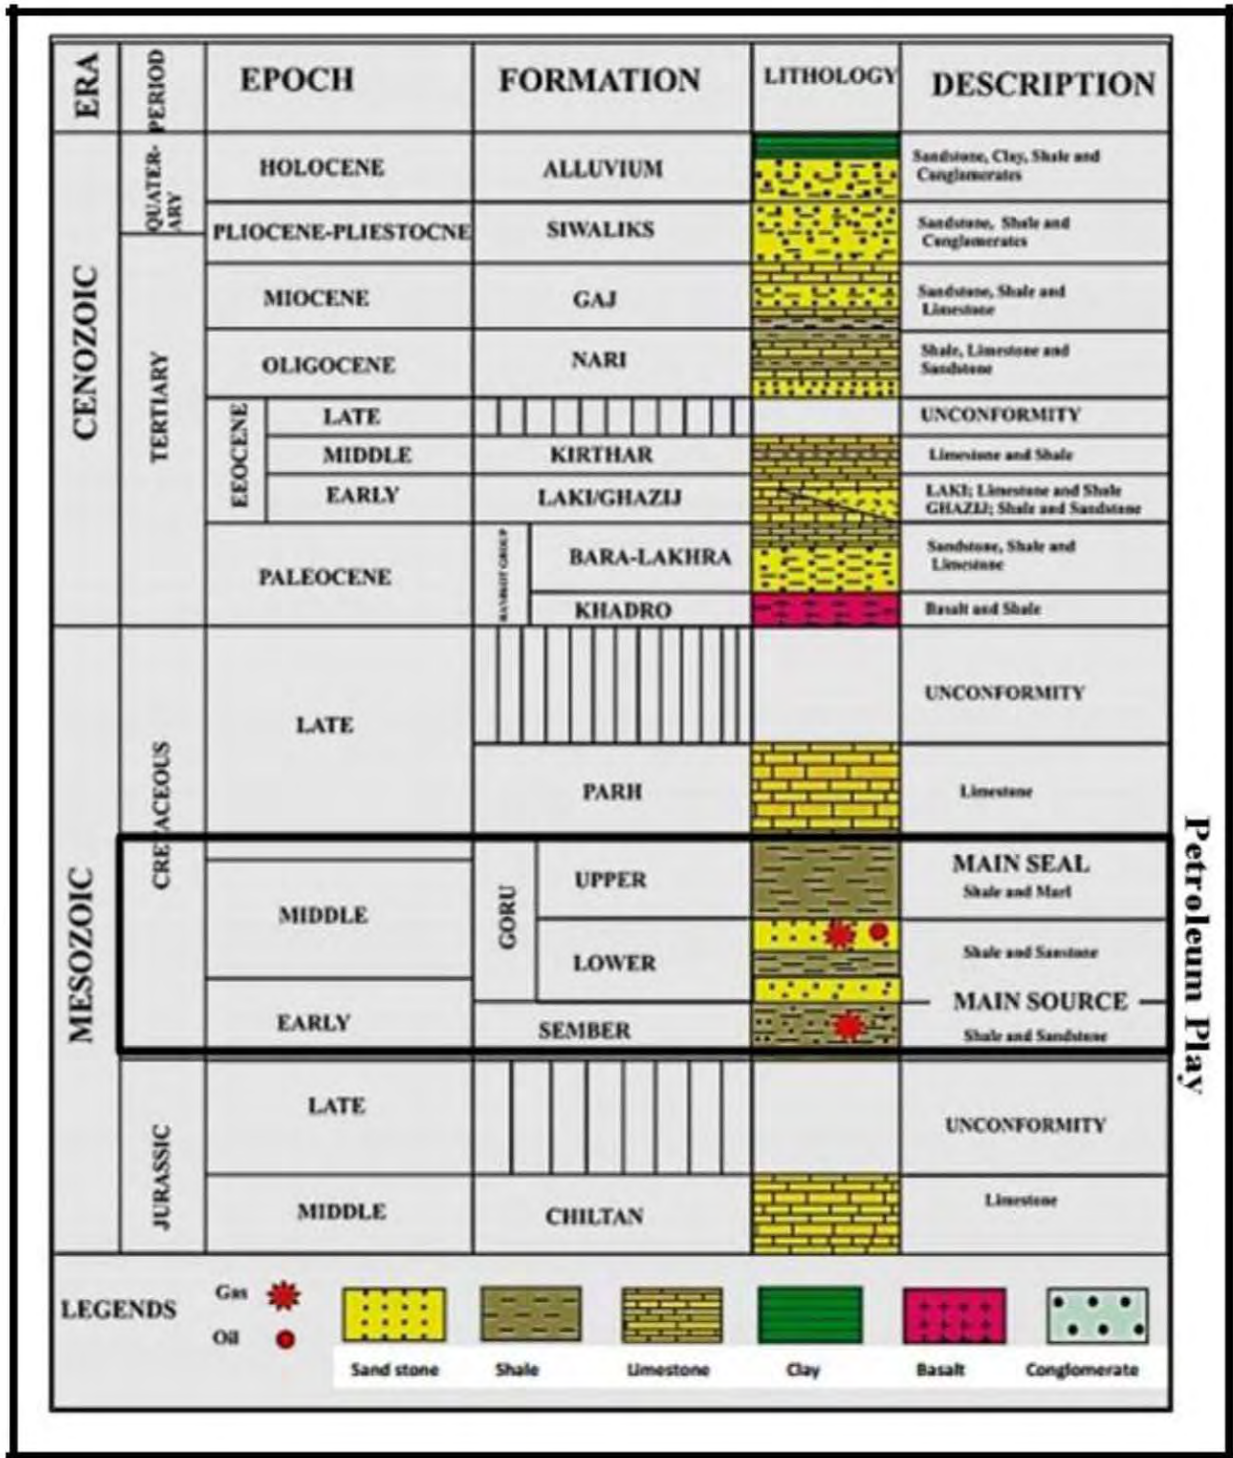 ERA PERIOD EPOCH FORMATION LITHOLOGY DESCRIPTION
CENOZOIC
QUATER-
ARY
HOLOCENE ALLUVIUM Sandstone, Clay, Shale and
Conglomerates
PLIOCENE-PLIESTOCNE SIWALIKS Sandstone, Shale and
Conglomerates
TERTIARY
MIOCENE GAJ Sandstone, Shale and
Limestone
OLIGOCENE NARI Shale, Limestone and
Sandstone
EEOCENE
LATE UNCONFORMITY
MIDDLE KIRTHAR Limestone and Shale
EARLY LAKI/GHAZIJ LAKI; Limestone and Shale
GHAZIJ; Shale and Sandstone
PALEOCENE
GROUP
BARA-LAKHRA Sandstone, Shale and
Limestone
KHADRO Basalt and Shale
MESOZOIC
CRETACEOUS
LATE UNCONFORMITY
PARH Limestone
MIDDLE
GORU
UPPER MAIN SEAL
Shale and Marl
LOWER Shale and Sanstone
EARLY SEMBER MAIN SOURCE
Shale and Sandstone
Petroleum Play
JURASSIC
LATE UNCONFORMITY
MIDDLE CHILTAN Limestone
LEGENDS
Gas
Oil
Sand stone Shale Limestone Clay Basalt Conglomerate